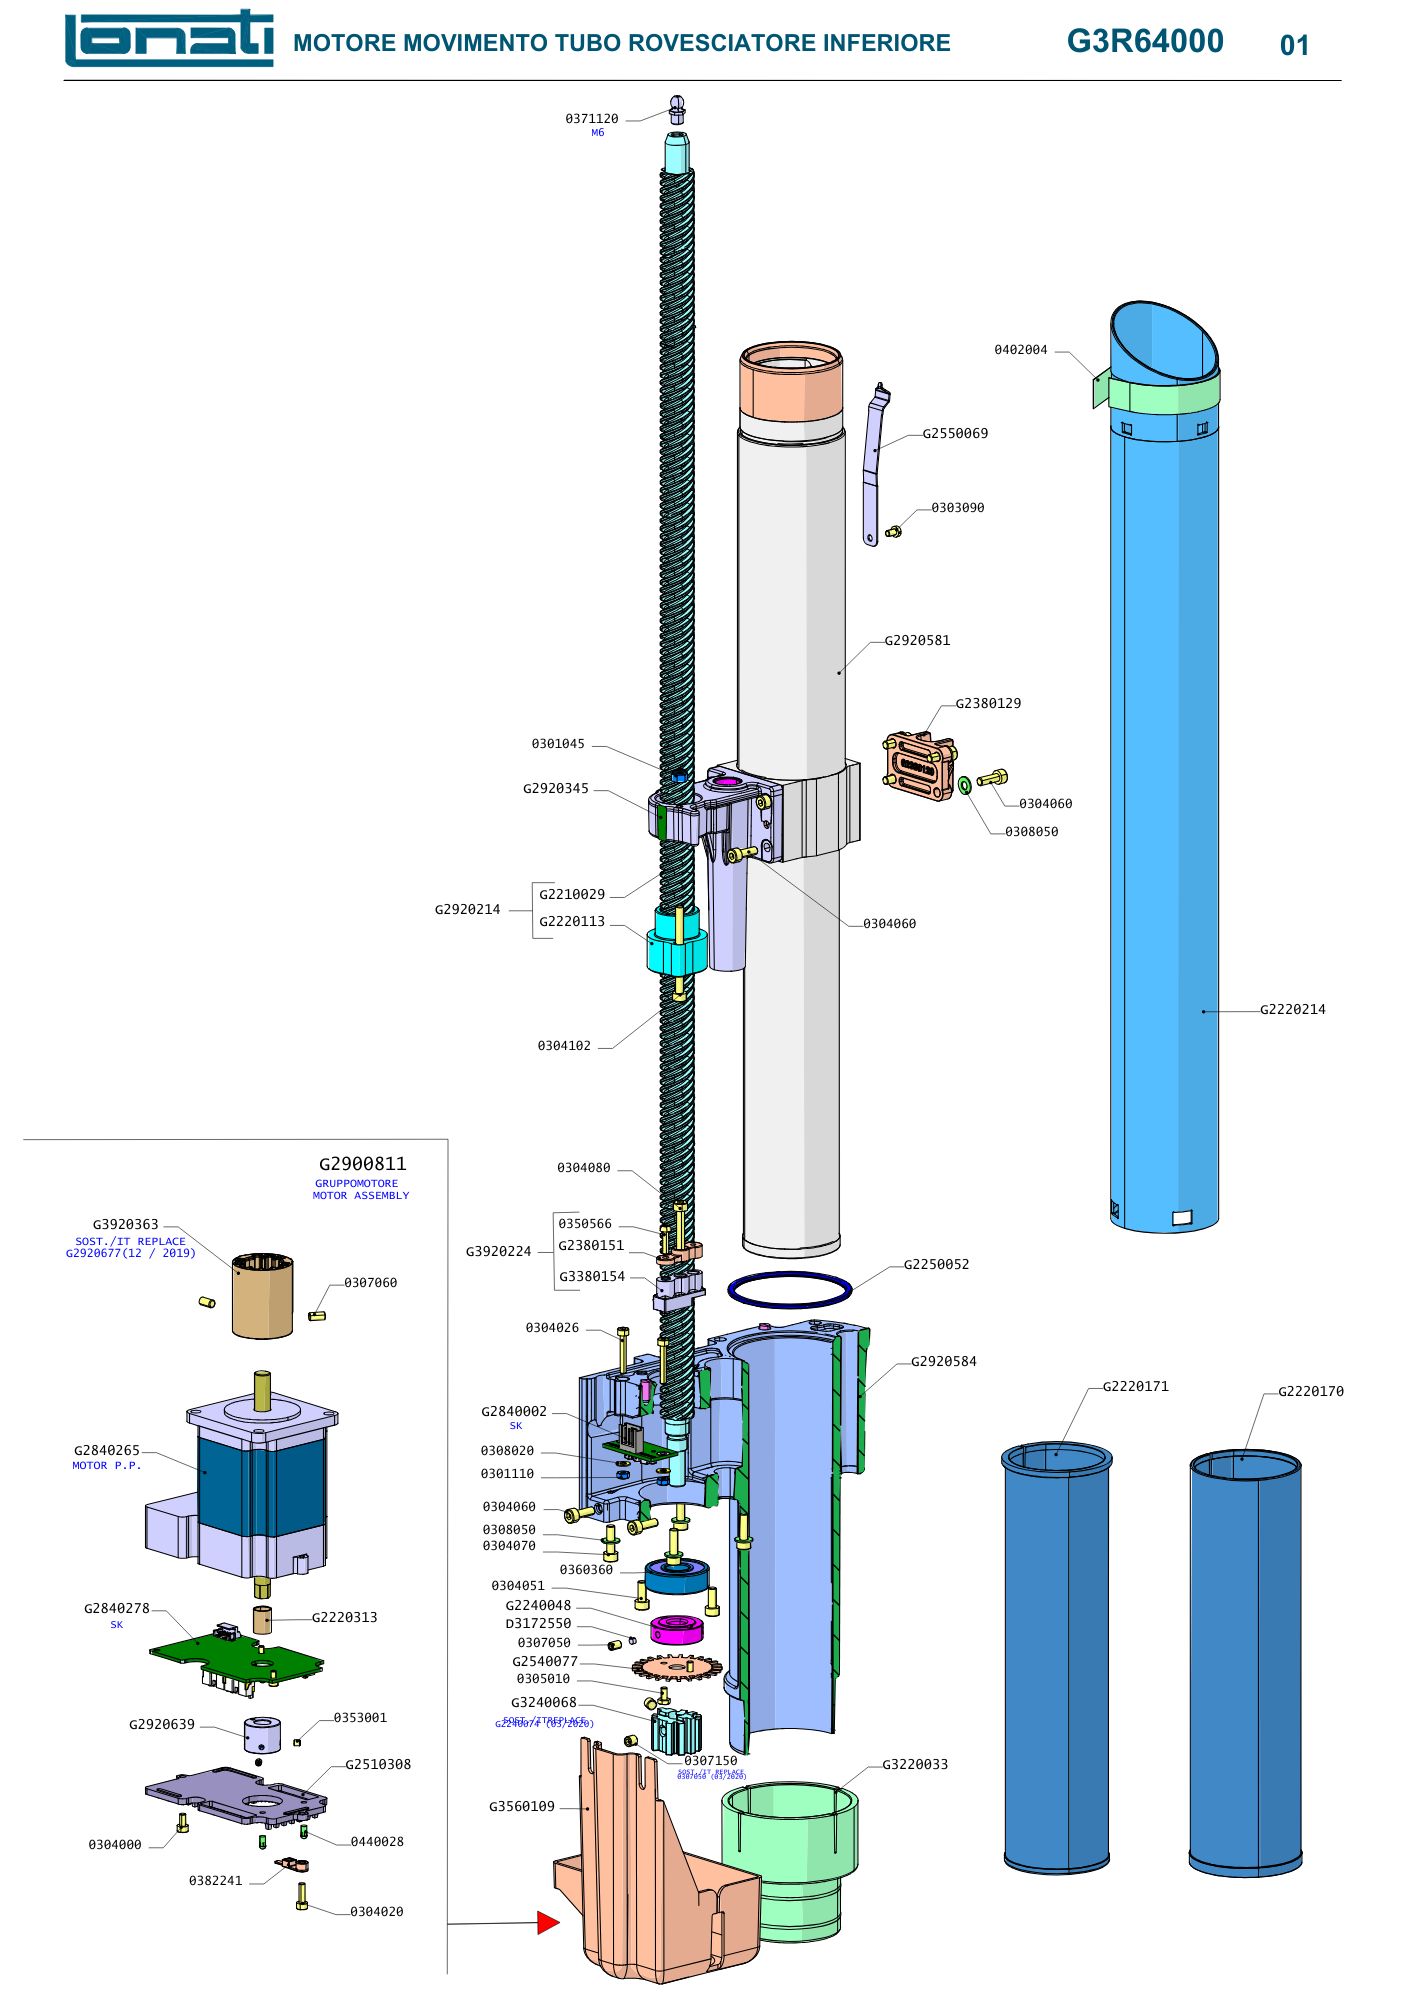 Lonati
MOTORE MOVIMENTO TUBO ROVESCIATORE INFERIORE
G3R64000
01
0371120
M6
0402004
G2550069
0303090
G2920581
G2380129
0301045
G2920345
0304060
0308050
G2920214
G2210029
G2220113
0304060
G2220214
0304102
G2900811
GRUPPOMOTORE
MOTOR ASSEMBLY
0304080
G3920363
SOST./IT REPLACE
G2920677(12 / 2019)
0307060
G3920224
0350566
G2380151
G3380154
G2250052
0304026
G2920584
G2220171
G2220170
G2840002
SK
G2840265
MOTOR P.P.
0308020
0301110
0304060
0308050
0304070
0360360
0304051
G2240048
D3172550
0307050
G2540077
0305010
G3240068
SOST./ITREPLACE
G2240074 (03/2020)
G2840278
SK
G2220313
G2920639
0353001
G2510308
0307150
SOST./IT REPLACE
0307050 (03/2020)
G3220033
G3560109
0304000
0440028
0382241
0304020